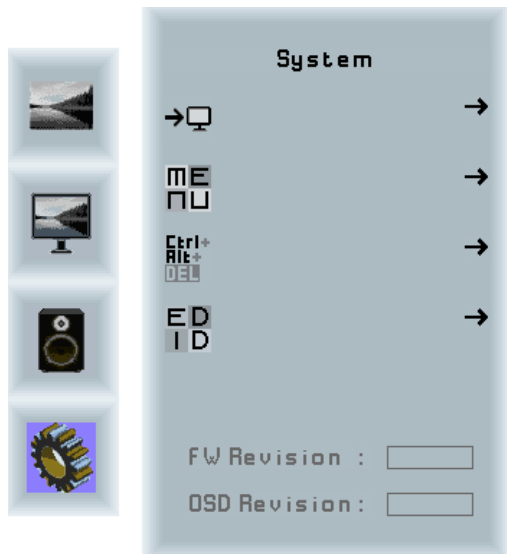 System
ME
NU
Ctrl+
Alt+
DEL
ED
ID
FW Revision :
OSD Revision :